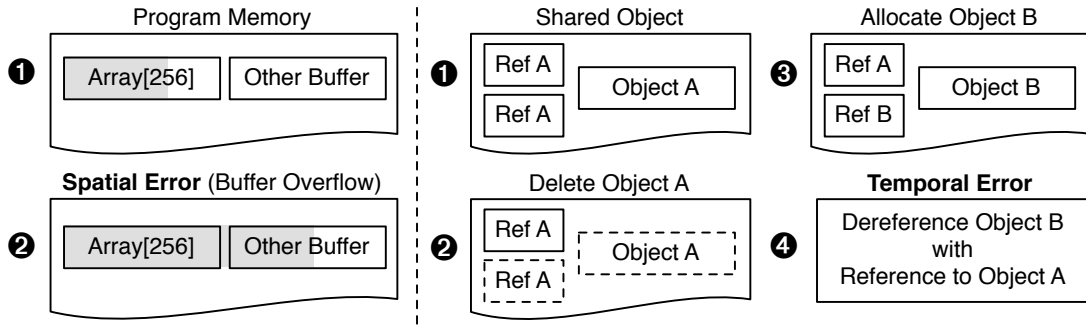 Program Memory
❶
Array[256]
Other Buffer
Spatial Error (Buffer Overflow)
❷
Array[256]
Other Buffer
Shared Object
❶
Ref A
Ref A
Object A
Delete Object A
❷
Ref A
Ref A
Object A
Allocate Object B
❸
Ref A
Ref B
Object B
Temporal Error
❹
Dereference Object B
with
Reference to Object A